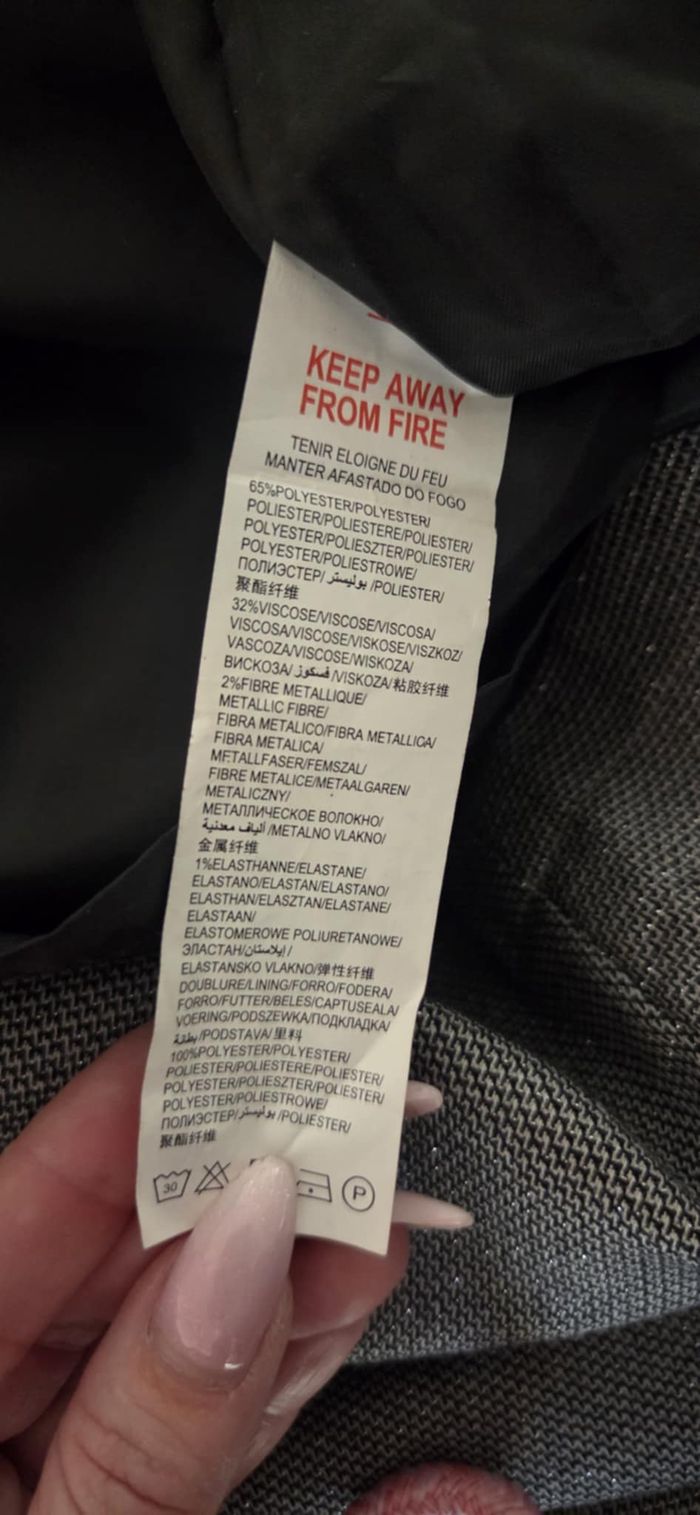 KEEP AWAY
FROM FIRE
TENIR ELOIGNE DU FEU
MANTER AFASTADO DO FOGO
65%POLYESTER/POLYESTER/
POLIESTER/POLIESTERE/POLIESTER/
POLYESTER/POLIESZTER/POLIESTER/
POLYESTER/POLIESTROWE/
ПОЛИЭСТЕР/بوليستر/POLIESTER/
聚酯纤维
32%VISCOSE/VISCOSE/VISCOSA/
VISCOSA/VISCOSE/VISKOSE/VISZKOZ/
VASCOZA/VISCOSE/WISKOZA/
ВИСКОЗА/فسكوز/VISKOZA/粘胶纤维
2%FIBRE METALLIQUE/
METALLIC FIBRE/
FIBRA METALICO/FIBRA METALLICA/
FIBRA METALICA/
METALLFASER/FEMSZAL/
FIBRE METALICE/METAALGAREN/
METALICZNY/
МЕТАЛЛИЧЕСКОЕ ВОЛОКНО/
ألياف معدنية/METALNO VLAKNO/
金属纤维
1%ELASTHANNE/ELASTANE/
ELASTANO/ELASTAN/ELASTANO/
ELASTHAN/ELASZTAN/ELASTANE/
ELASTAAN/
ELASTOMEROWE POLIURETANOWE/
ЭЛАСТАН/إيلاستان/
ELASTANSKO VLAKNO/弹性纤维
DOUBLURE/LINING/FORRO/FODERA/
FORRO/FUTTER/BELES/CAPTUSEALA/
VOERING/PODSZEWKA/ПОДКЛАДКА/
بطانة/PODSTAVA/里料
100%POLYESTER/POLYESTER/
POLIESTER/POLIESTERE/POLIESTER/
POLYESTER/POLIESZTER/POLIESTER/
POLYESTER/POLIESTROWE/
ПОЛИЭСТЕР/بوليستر/POLIESTER/
聚酯纤维
30 P